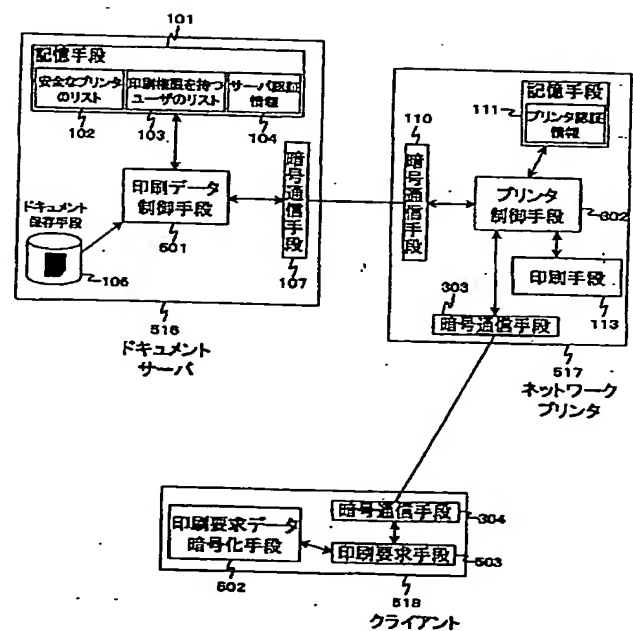 101
記憶手段
安全なプリンタ
のリスト
印刷権限を持つ
ユーザのリスト
サーバ認証
情報
102
103
104
印刷データ
制御手段
501
ドキュメント
保存手段
106
暗号通信手段
107
516
ドキュメント
サーバ
110
暗号通信手段
111
記憶手段
プリンタ認証
情報
プリンタ
制御手段
302
印刷手段
113
303
暗号通信手段
517
ネットワーク
プリンタ
印刷要求データ
暗号化手段
502
暗号通信手段
304
印刷要求手段
503
518
クライアント